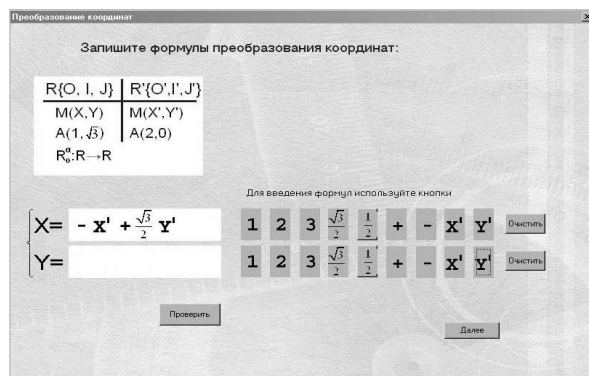 Преобразование координат
Запишите формулы преобразования координат:
R{O, I, J} R'{O',I',J'}
M(X,Y) M(X',Y')
A(1,√3) A(2,0)
Rₒᵅ:R→R
Для введения формул используйте кнопки
X= - X' + √3/2 Y' 1 2 3 √3/2 1/2 + - X' Y' Очистить
Y= 1 2 3 √3/2 1/2 + - X' Y' Очистить
Проверить
Далее